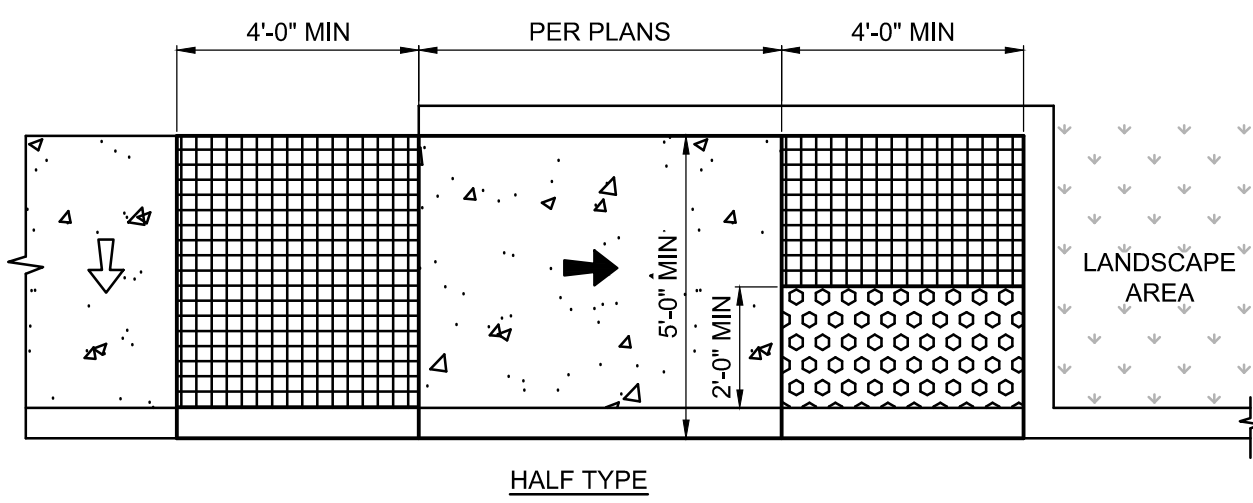 4'-0" MIN
PER PLANS
4'-0" MIN
5'-0" MIN
2'-0" MIN
LANDSCAPE
AREA
HALF TYPE